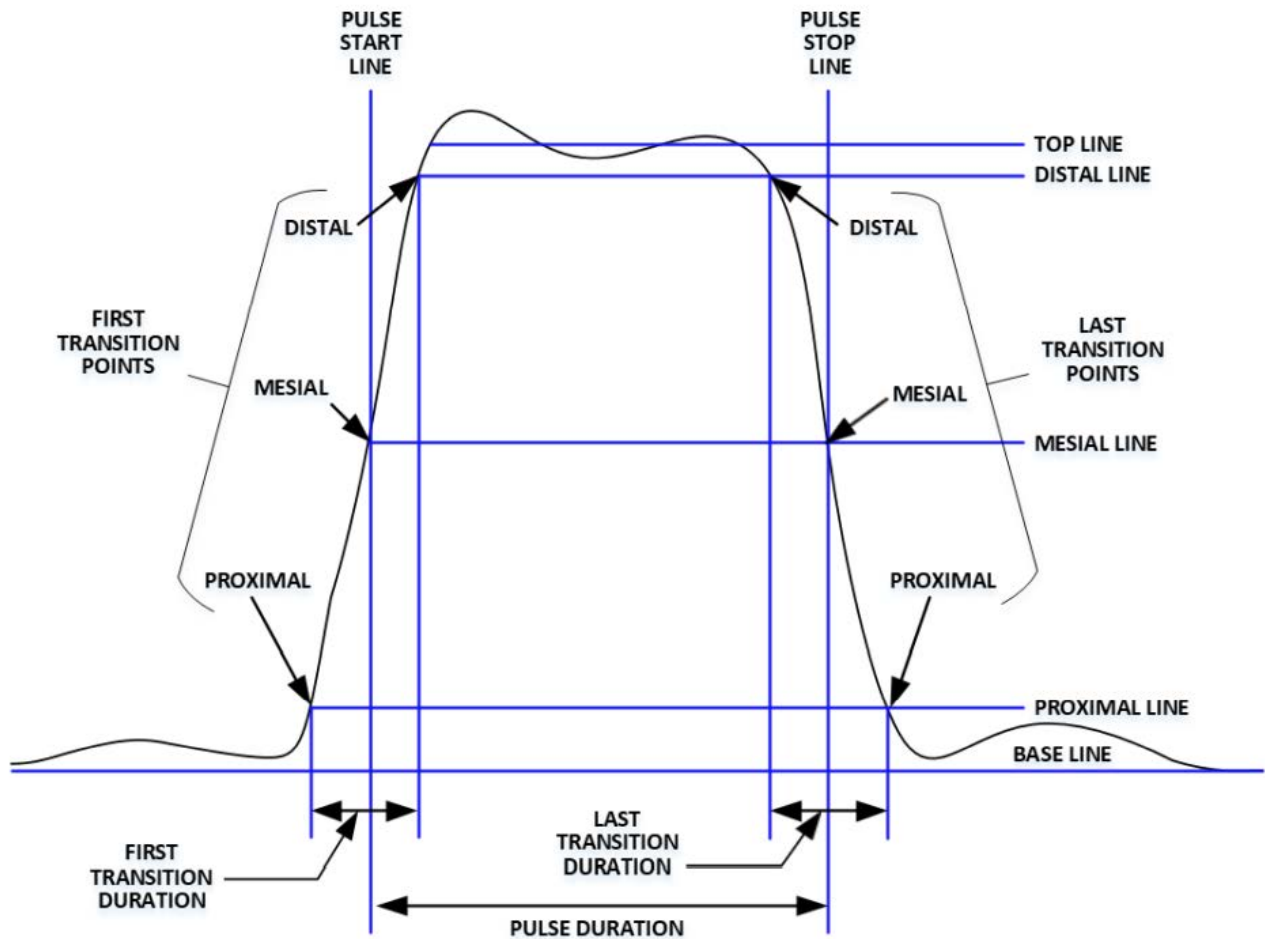 PULSE
START
LINE
PULSE
STOP
LINE
TOP LINE
DISTAL LINE
DISTAL
DISTAL
FIRST
TRANSITION
POINTS
LAST
TRANSITION
POINTS
MESIAL
MESIAL
MESIAL LINE
PROXIMAL
PROXIMAL
PROXIMAL LINE
BASE LINE
FIRST
TRANSITION
DURATION
LAST
TRANSITION
DURATION
PULSE DURATION